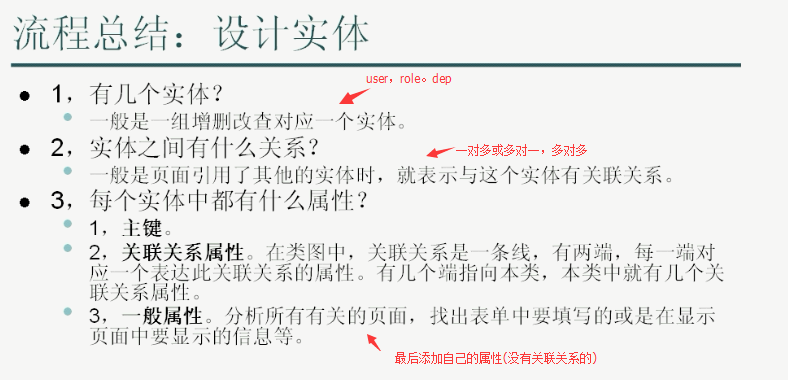 流程总结：设计实体
user，role。dep
1，有几个实体？
一般是一组增删改查对应一个实体。
2，实体之间有什么关系？
一对多或多对一，多对多
一般是页面引用了其他的实体时，就表示与这个实体有关联关系。
3，每个实体中都有什么属性？
1，主键。
2，关联关系属性。在类图中，关联关系是一条线，有两端，每一端对
应一个表达此关联关系的属性。有几个端指向本类，本类中就有几个关
联关系属性。
3，一般属性。分析所有有关的页面，找出表单中要填写的或是在显示
页面中要显示的信息等。
最后添加自己的属性(没有关联关系的)